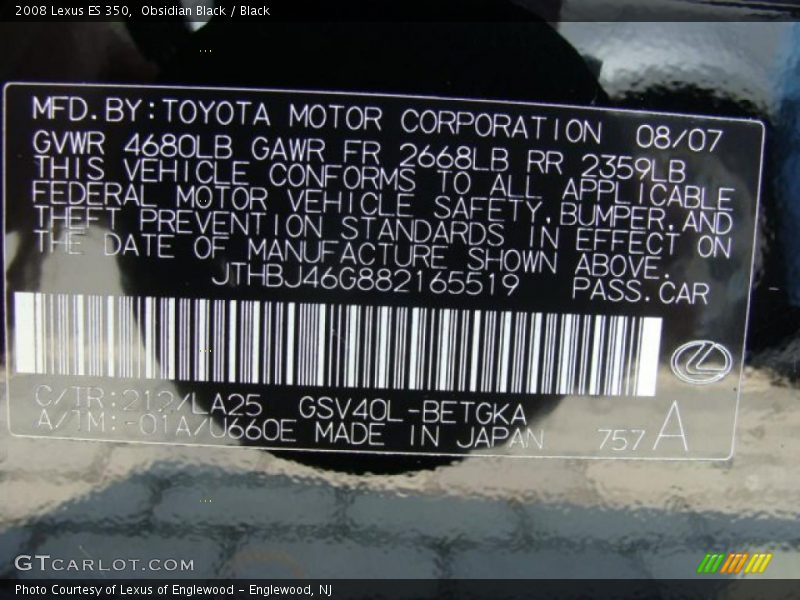 2008 Lexus ES 350, Obsidian Black / Black
MFD.BY:TOYOTA MOTOR CORPORATION 08/07
GVWR 4680LB GAWR FR 2668LB RR 2359LB
THIS VEHICLE CONFORMS TO ALL APPLICABLE
FEDERAL MOTOR VEHICLE SAFETY,BUMPER,AND
THEFT PREVENTION STANDARDS IN EFFECT ON
THE DATE OF MANUFACTURE SHOWN ABOVE.
JTHBJ46G882165519 PASS.CAR
C/TR:212/LA25 GSV40L-BETGKA
A/TM:-01A/U660E MADE IN JAPAN 757 A
GTCARLOT.COM
Photo Courtesy of Lexus of Englewood – Englewood, NJ